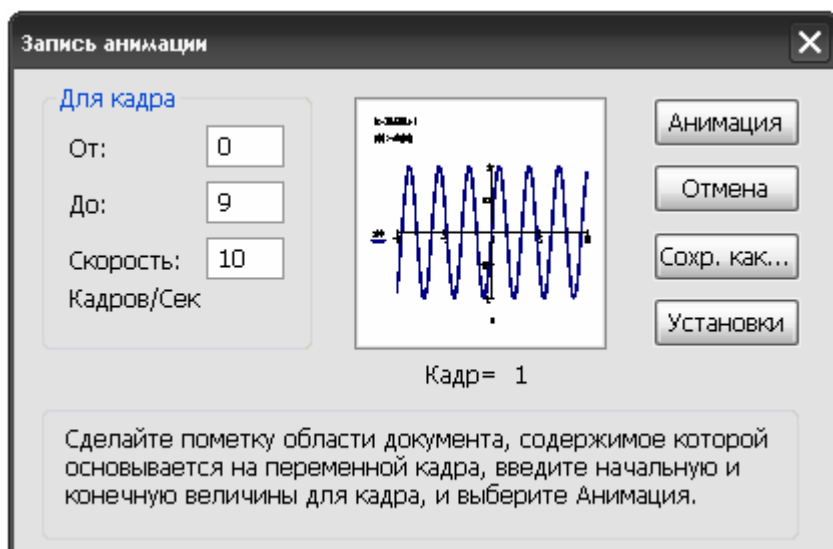 Запись анимации
Для кадра
От: 0
До: 9
Скорость: 10
Кадров/Сек
Анимация
Отмена
Сохр. как...
Установки
Кадр= 1
Сделайте пометку области документа, содержимое которой
основывается на переменной кадра, введите начальную и
конечную величины для кадра, и выберите Анимация.